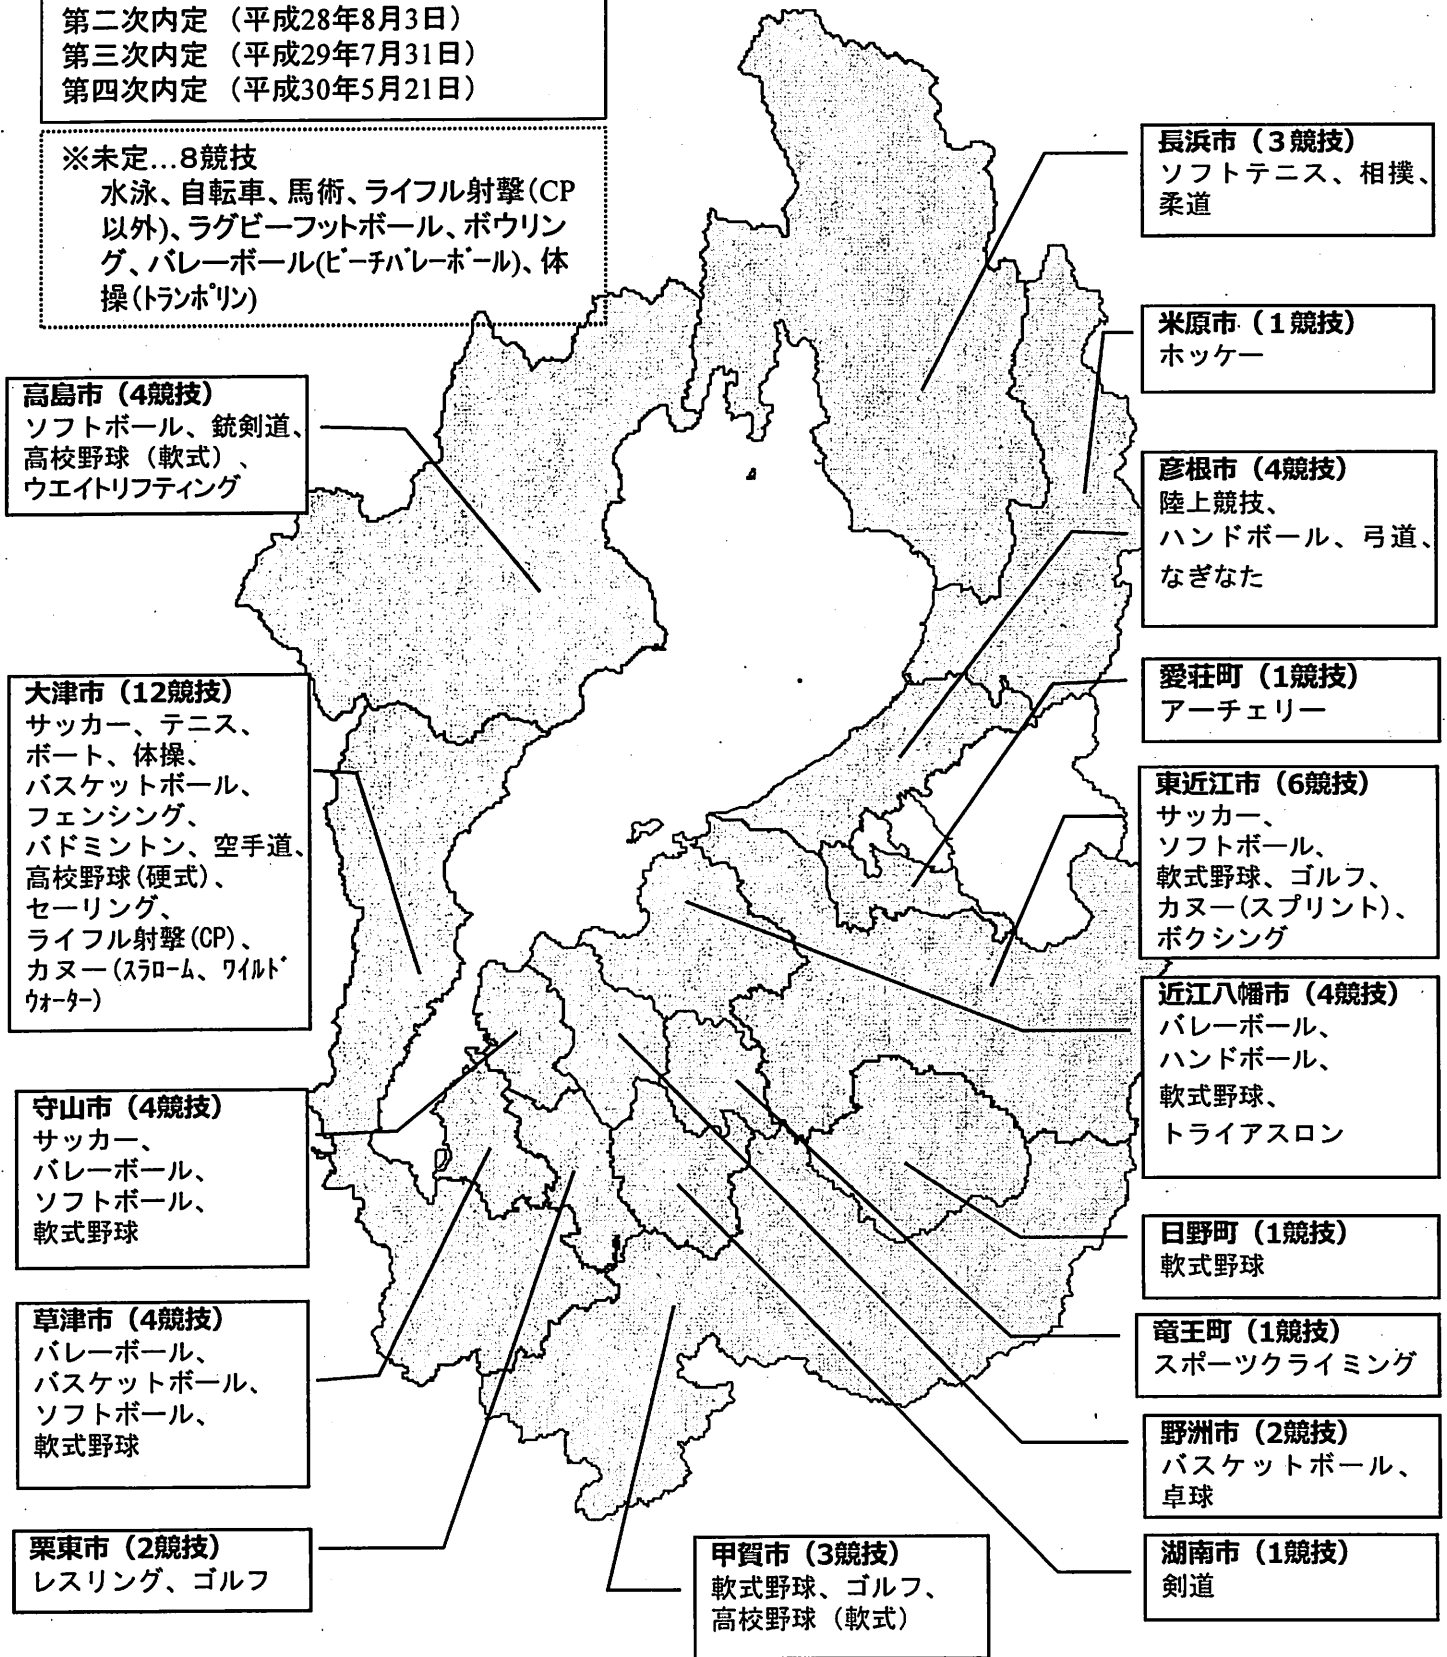 第二次内定 （平成28年8月3日）
第三次内定 （平成29年7月31日）
第四次内定 （平成30年5月21日）
※未定…8競技
水泳、自転車、馬術、ライフル射撃(CP
以外)、ラグビーフットボール、ボウリン
グ、バレーボール(ﾋﾞｰﾁﾊﾞﾚｰﾎﾞｰﾙ)、体
操(ﾄランポリン)
高島市（4競技）
ソフトボール、銃剣道、
高校野球（軟式）、
ウエイトリフティング
大津市（12競技）
サッカー、テニス、
ボート、体操、
バスケットボール、
フェンシング、
バドミントン、空手道、
高校野球(硬式)、
セーリング、
ライフル射撃(CP)、
カヌー(ｽﾗﾛｰﾑ、ﾜｲﾙﾄﾞ
ｳｫｰﾀｰ)
守山市（4競技）
サッカー、
バレーボール、
ソフトボール、
軟式野球
草津市（4競技）
バレーボール、
バスケットボール、
ソフトボール、
軟式野球
栗東市（2競技）
レスリング、ゴルフ
甲賀市（3競技）
軟式野球、ゴルフ、
高校野球（軟式）
長浜市（3競技）
ソフトテニス、相撲、
柔道
米原市（1競技）
ホッケー
彦根市（4競技）
陸上競技、
ハンドボール、弓道、
なぎなた
愛荘町（1競技）
アーチェリー
東近江市（6競技）
サッカー、
ソフトボール、
軟式野球、ゴルフ、
カヌー(スプリント)、
ボクシング
近江八幡市（4競技）
バレーボール、
ハンドボール、
軟式野球、
トライアスロン
日野町（1競技）
軟式野球
竜王町（1競技）
スポーツクライミング
野洲市（2競技）
バスケットボール、
卓球
湖南市（1競技）
剣道